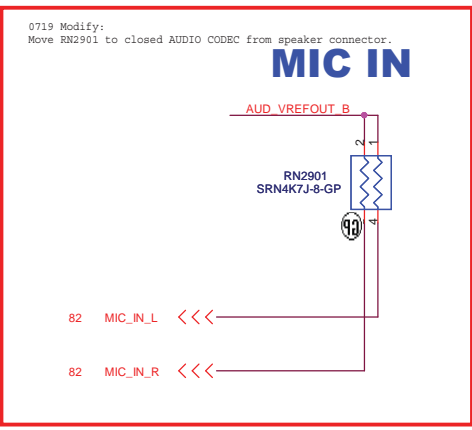 0719 Modify:
Move RN2901 to closed AUDIO CODEC from speaker connector.
MIC IN
AUD_VREFOUT_B
2 1
RN2901
SRN4K7J-8-GP
4
82 MIC_IN_L
82 MIC_IN_R